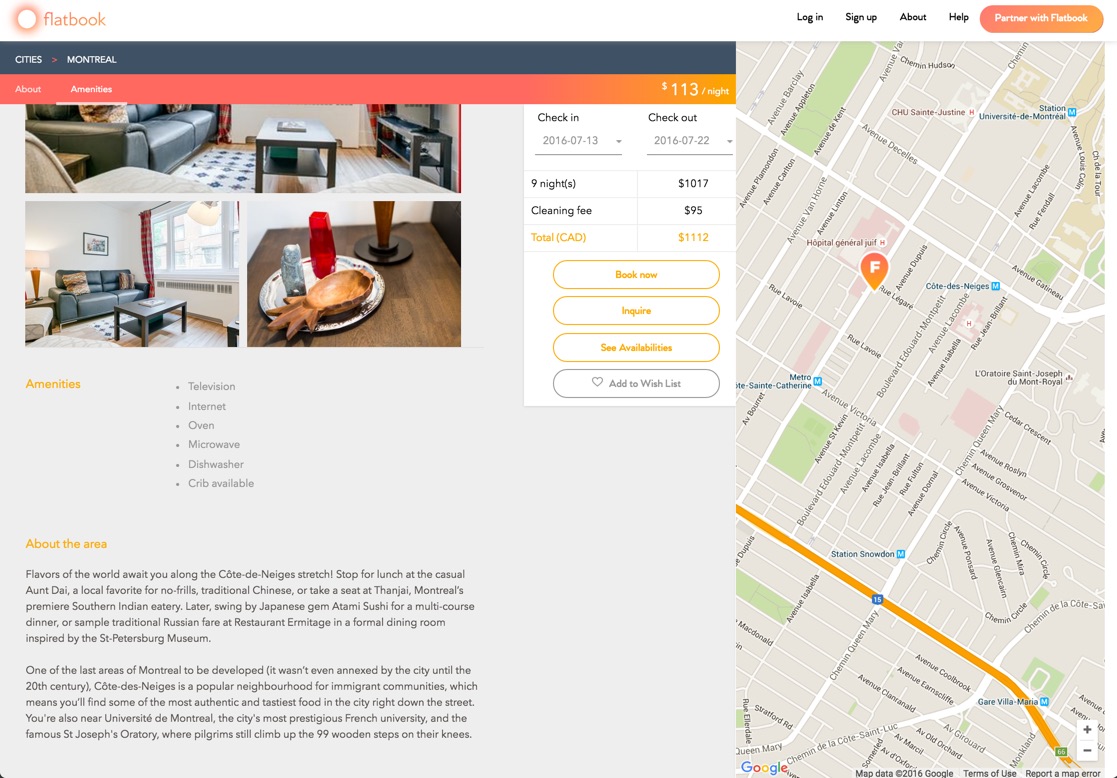 flatbook
Log in
Sign up
About
Help
Partner with Flatbook
CITIES > MONTREAL
About
Amenities
$ 113 / night
Check in
Check out
2016-07-13
2016-07-22
9 night(s) $1017
Cleaning fee $95
Total (CAD) $1112
Book now
Inquire
See Availabilities
Add to Wish List
Amenities
• Television
• Internet
• Oven
• Microwave
• Dishwasher
• Crib available
About the area
Flavors of the world await you along the Côte-de-Neiges stretch! Stop for lunch at the casual
Aunt Dai, a local favorite for no-frills, traditional Chinese, or take a seat at Thanjai, Montreal's
premiere Southern Indian eatery. Later, swing by Japanese gem Atami Sushi for a multi-course
dinner, or sample traditional Russian fare at Restaurant Ermitage in a formal dining room
inspired by the St-Petersburg Museum.
One of the last areas of Montreal to be developed (it wasn't even annexed by the city until the
20th century), Côte-des-Neiges is a popular neighbourhood for immigrant communities, which
means you'll find some of the most authentic and tastiest food in the city right down the street.
You're also near Université de Montreal, the city's most prestigious French university, and the
famous St Joseph's Oratory, where pilgrims still climb up the 99 wooden steps on their knees.
Chemin Hudson
Avenue Barclay
Avenue Appleton
Avenue de Kent
CHU Sainte-Justine H
Station
Université-de-Montréal M
Avenue Decelles
Avenue Louis Colin
Ch de la Tour
Avenue Plamondon
Avenue Carlton
Avenue Van Horne
Avenue Linton
Avenue Lacombe
Rue Fendall
Hôpital général juif H
F
Avenue Dupuis
Rue Légaré
Côte-des-Neiges M
Avenue Gatineau
Rue Lavoie
Boulevard Edouard-Montpetit
Avenue Lacombe
H
Avenue Isabella
Rue Jean-Brillant
Rue Lavoie
Metro
te-Sainte-Catherine M
L'Oratoire Saint-Joseph
du Mont-Royal
Av Bourret
Avenue Victoria
Avenue St Kevin
Boulevard Edouard-Montpetit
Avenue Lacombe
Avenue Isabella
Rue Jean-Brillant
Rue Fulton
Avenue Dornal
Chemin Queen Mary
Cedar Crescent
Avenue Roslyn
Avenue Grosvenor
Avenue Victoria
Station Snowdon M
Chemin Circle
Avenue Ponsard
Avenue Glencairn
Chemin Mira
Chemin Circle
Dupuis
Avenue Isabella
15
Chemin Circle
Chemin de la Côte-Sa
Macdonald
Chemin Queen Mary
Avenue Coolbrook
Avenue Earnscliffe
Avenue Clanranald
Gare Villa-Maria M
Rue Ellerdale
Stratford Rd
Chemin de la Côte-Saint-Luc
Queen Mary
Somerled
Av Maccot
Av Old Orchard
Av Girouard
Monkland
66
+
−
Google
Map data ©2016 Google
Terms of Use
Report a map error